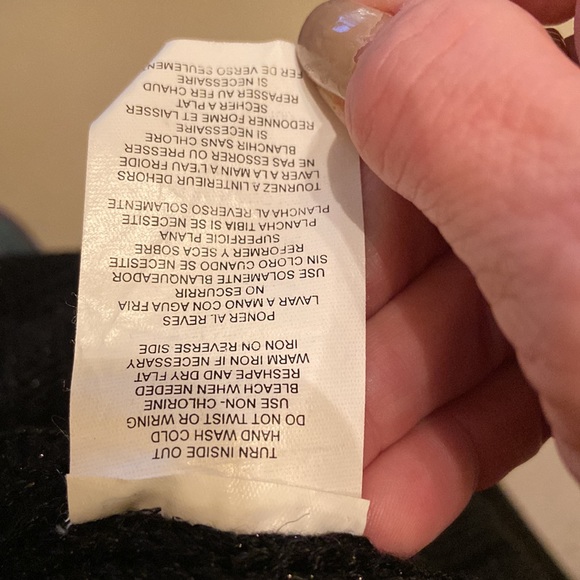 TURN INSIDE OUT
HAND WASH COLD
DO NOT TWIST OR WRING
USE NON- CHLORINE
BLEACH WHEN NEEDED
RESHAPE AND DRY FLAT
WARM IRON IF NECESSARY
IRON ON REVERSE SIDE
PONER AL REVES
LAVAR A MANO CON AGUA FRIA
NO ESCURRIR
USE SOLAMENTE BLANQUEADOR
SIN CLORO CUANDO SE NECESITE
REFORMER Y SECA SOBRE
SUPERFICIE PLANA
PLANCHA TIBIA SI SE NECESITE
PLANCHA AL REVERSO SOLAMENTE
TOURNEZ A LINTERIEUR DEHORS
LAVER A LA MAIN A L'EAU FROIDE
NE PAS ESSORER OU PRESSER
BLANCHIR SANS CHLORE
SI NECESSAIRE
REDONNER FORME ET LAISSER
SECHER A PLAT
REPASSER AU FER CHAUD
SI NECESSAIRE
FER DE VERSO SEULEMENT